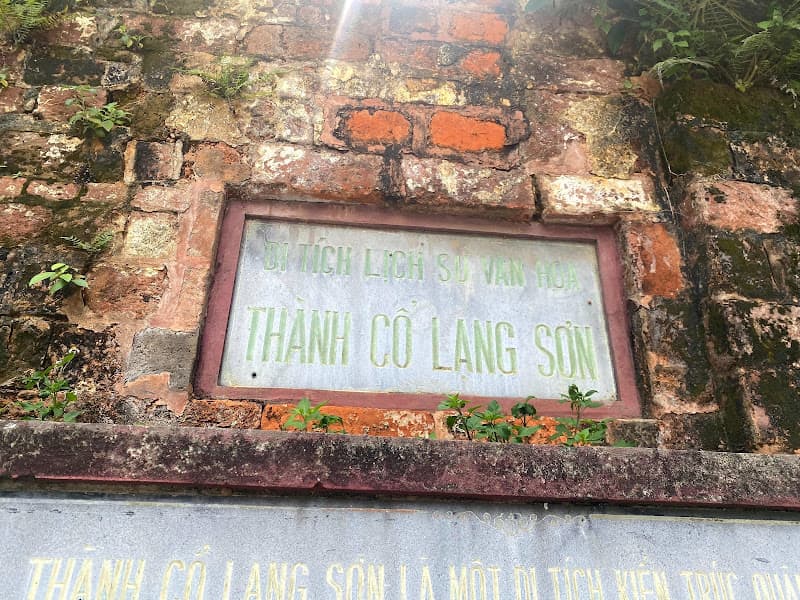 DI TÍCH LỊCH SỬ VĂN HÓA
THÀNH CỔ LẠNG SƠN
THÀNH CỔ LẠNG SƠN LÀ MỘT DI TÍCH KIẾN TRÚC QUÂ